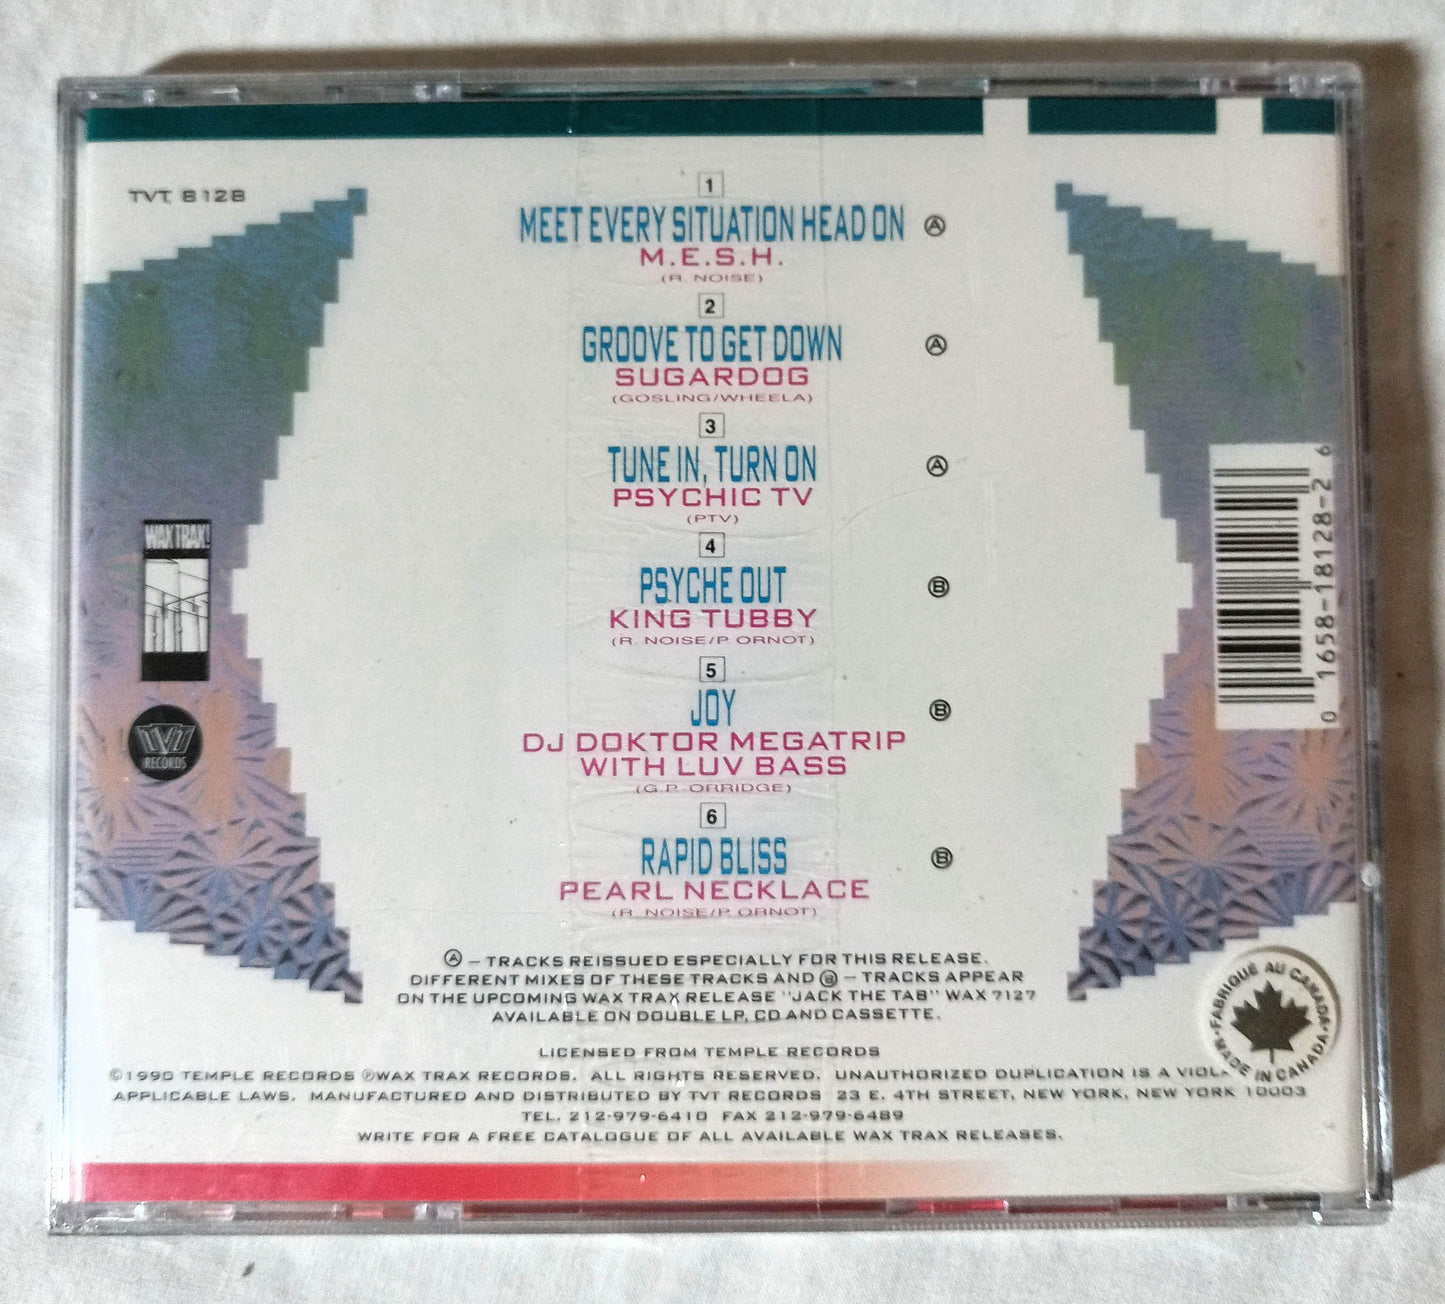 TVT 8128
1
MEET EVERY SITUATION HEAD ON Ⓐ
M.E.S.H.
(R. NOISE)
2
GROOVE TO GET DOWN Ⓐ
SUGARDOG
(GOSLING/WHEELA)
3
TUNE IN, TURN ON Ⓐ
PSYCHIC TV
(PTV)
4
PSYCHE OUT Ⓑ
KING TUBBY
(R. NOISE/P. ORNOT)
5
JOY Ⓑ
DJ DOKTOR MEGATRIP
WITH LUV BASS
(G.P. ORRIDGE)
6
RAPID BLISS Ⓑ
PEARL NECKLACE
(R. NOISE/P. ORNOT)
WAX TRAX!
TVT
RECORDS
0 1658-18128-2 6
Ⓐ – TRACKS REISSUED ESPECIALLY FOR THIS RELEASE.
DIFFERENT MIXES OF THESE TRACKS AND Ⓑ – TRACKS APPEAR
ON THE UPCOMING WAX TRAX RELEASE "JACK THE TAB" WAX 7127
AVAILABLE ON DOUBLE LP, CD AND CASSETTE.
• FABRIQUE AU CANADA •
MADE IN CANADA
LICENSED FROM TEMPLE RECORDS
©1990 TEMPLE RECORDS ℗WAX TRAX RECORDS. ALL RIGHTS RESERVED. UNAUTHORIZED DUPLICATION IS A
APPLICABLE LAWS. MANUFACTURED AND DISTRIBUTED BY TVT RECORDS 23 E. 4TH STREET, NEW YORK, NEW YORK 10003
TEL. 212-979-6410 FAX 212-979-6489
WRITE FOR A FREE CATALOGUE OF ALL AVAILABLE WAX TRAX RELEASES.